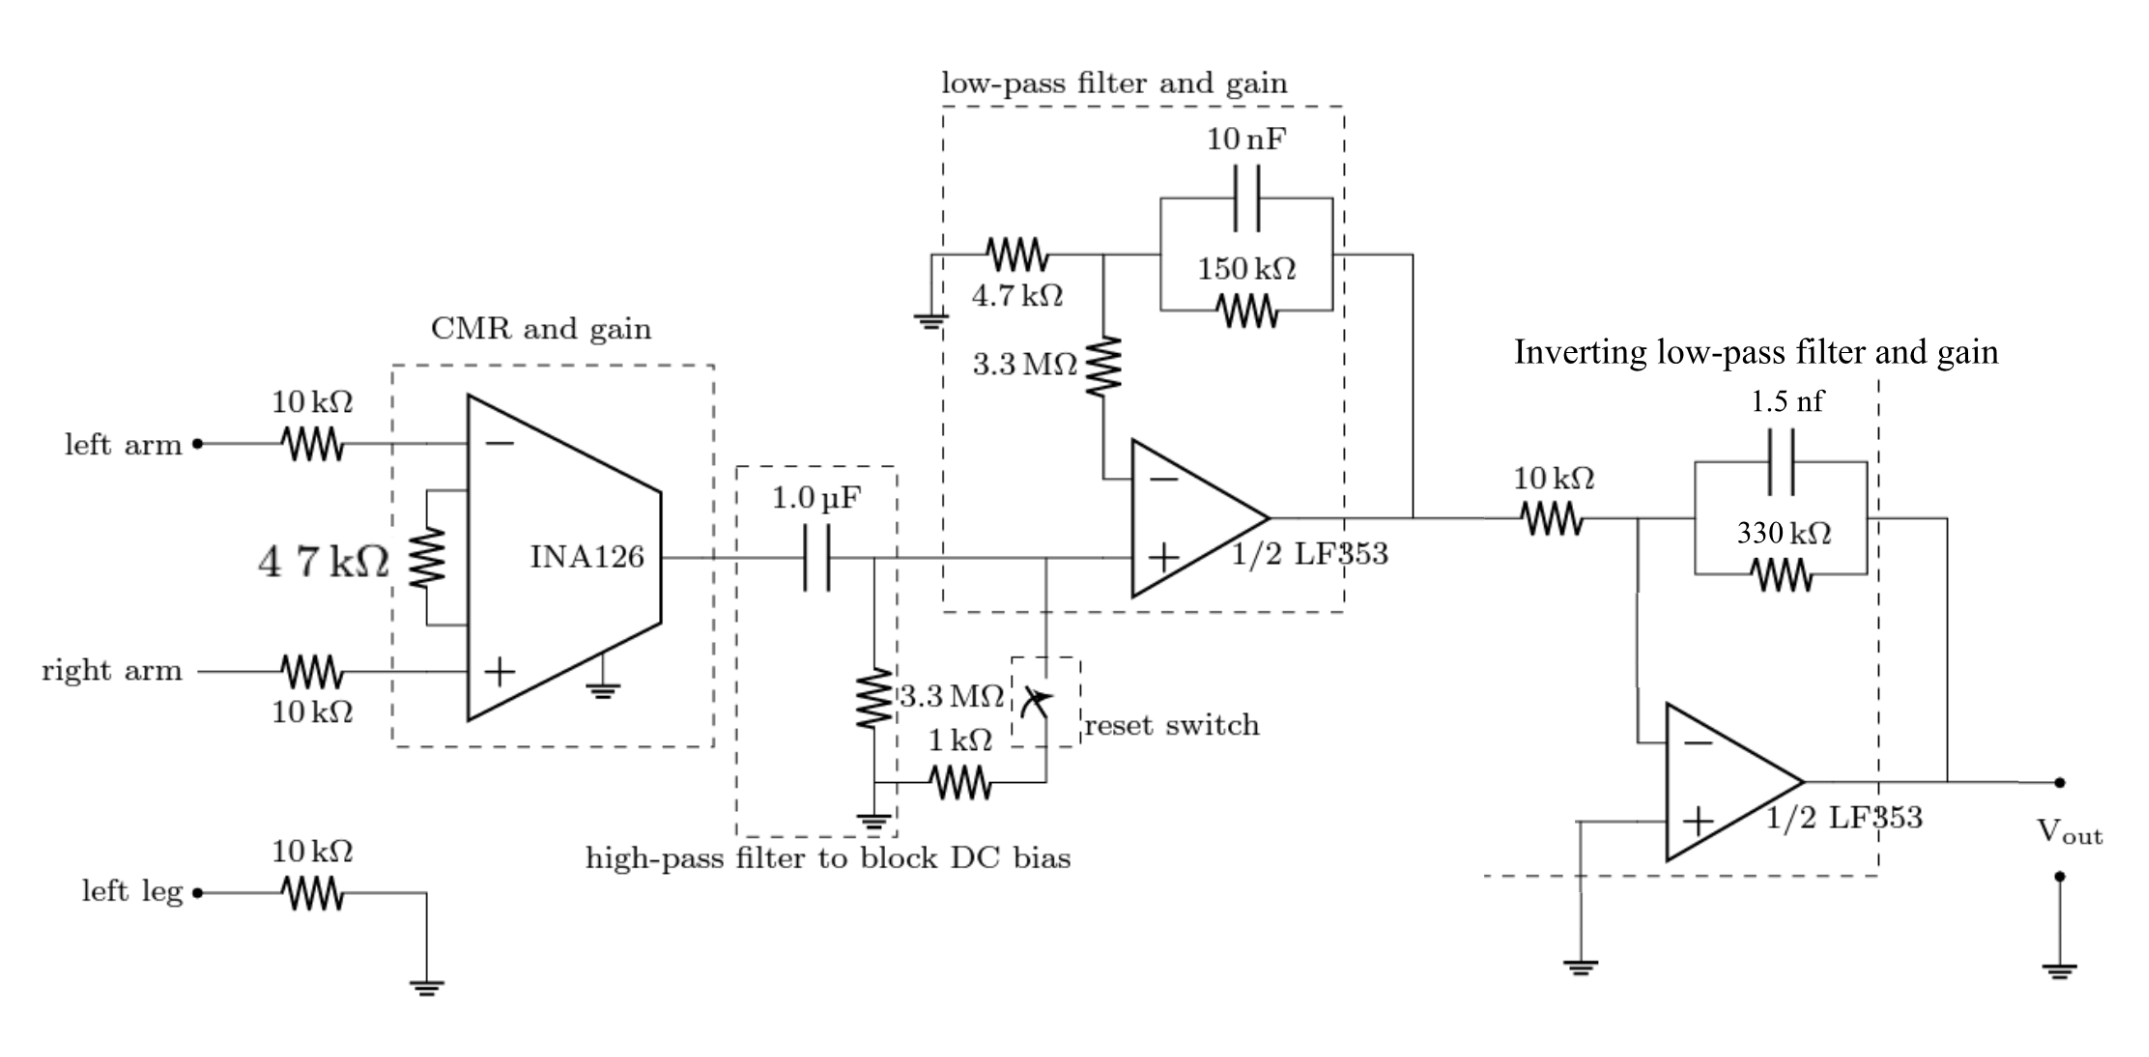 low-pass filter and gain
10 nF
150 kΩ
4.7 kΩ
3.3 MΩ
CMR and gain
Inverting low-pass filter and gain
1.5 nf
10 kΩ
left arm
1.0 µF
10 kΩ
330 kΩ
4 7 kΩ
INA126
1/2 LF353
right arm
10 kΩ
3.3 MΩ
1 kΩ
reset switch
1/2 LF353
Vout
10 kΩ
high-pass filter to block DC bias
left leg